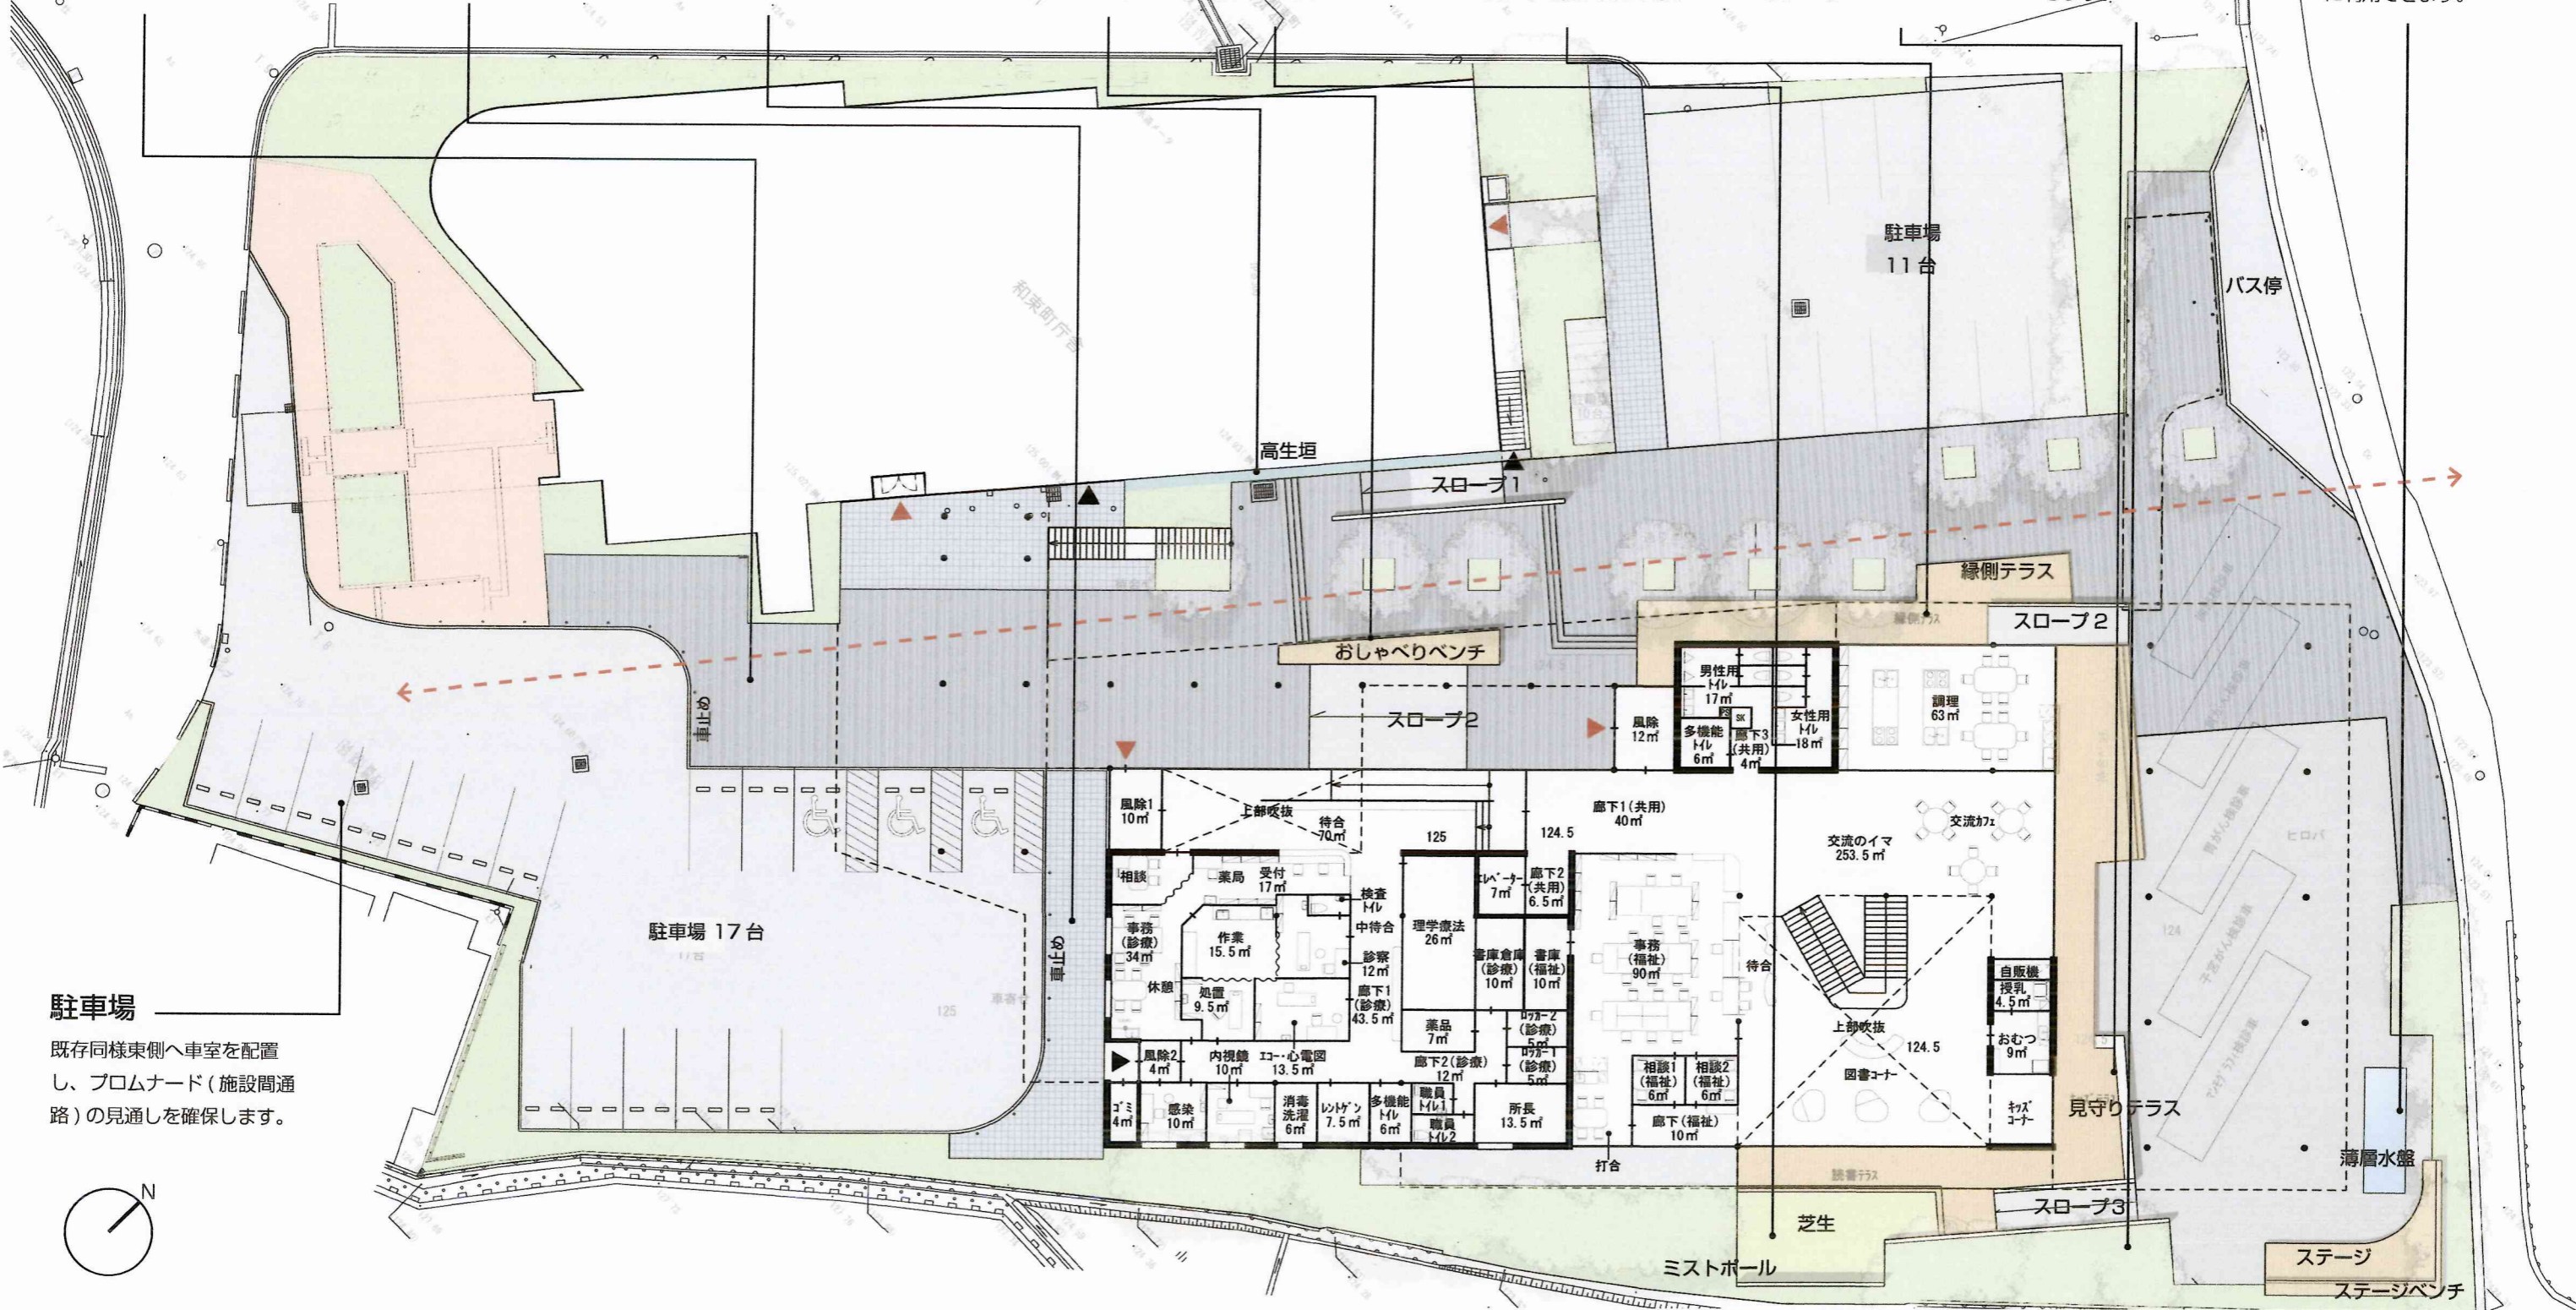 に利用できます。
駐車場
11台
バス停
和束町庁舎
高生垣
スロープ1
縁側テラス
縁側テラス
スロープ2
おしゃべりベンチ
スロープ2
車止め
風除
12㎡
男性用
トイレ
17㎡
多機能
トイレ
6㎡
SK
廊下3
(共用)
4㎡
女性用
トイレ
18㎡
調理
63㎡
風除1
10㎡
上部吹抜
待合
70㎡
125
124.5
廊下1(共用)
40㎡
交流のイマ
253.5㎡
交流カフェ
ヒロバ
相談
薬局
受付
17㎡
検査
トイレ
中待合
事務
(診療)
34㎡
作業
15.5㎡
診察
12㎡
休憩
処置
9.5㎡
廊下1
(診療)
43.5㎡
理学療法
26㎡
エレベーター
7㎡
廊下2
(共用)
6.5㎡
書庫倉庫
(診療)
10㎡
書庫
(福祉)
10㎡
事務
(福祉)
90㎡
待合
自販機
授乳
4.5㎡
おむつ
9㎡
上部吹抜
124.5
図書コーナー
キッズ
コーナー
薬品
7㎡
ロッカー2
(診療)
5㎡
ロッカー1
(診療)
5㎡
廊下2(診療)
12㎡
風除2
4㎡
内視鏡
10㎡
エコー・心電図
13.5㎡
ゴミ
4㎡
感染
10㎡
消毒
洗濯
6㎡
レントゲン
7.5㎡
多機能
トイレ
6㎡
職員
トイレ1
職員
トイレ2
所長
13.5㎡
相談1
(福祉)
6㎡
相談2
(福祉)
6㎡
廊下(福祉)
10㎡
打合
駐車場 17台
車止め
125
124
見守りテラス
薄層水盤
読書テラス
スロープ3
芝生
ミストポール
ステージ
ステージベンチ
駐車場
既存同様東側へ車室を配置
し、プロムナード(施設間通
路)の見通しを確保します。
N